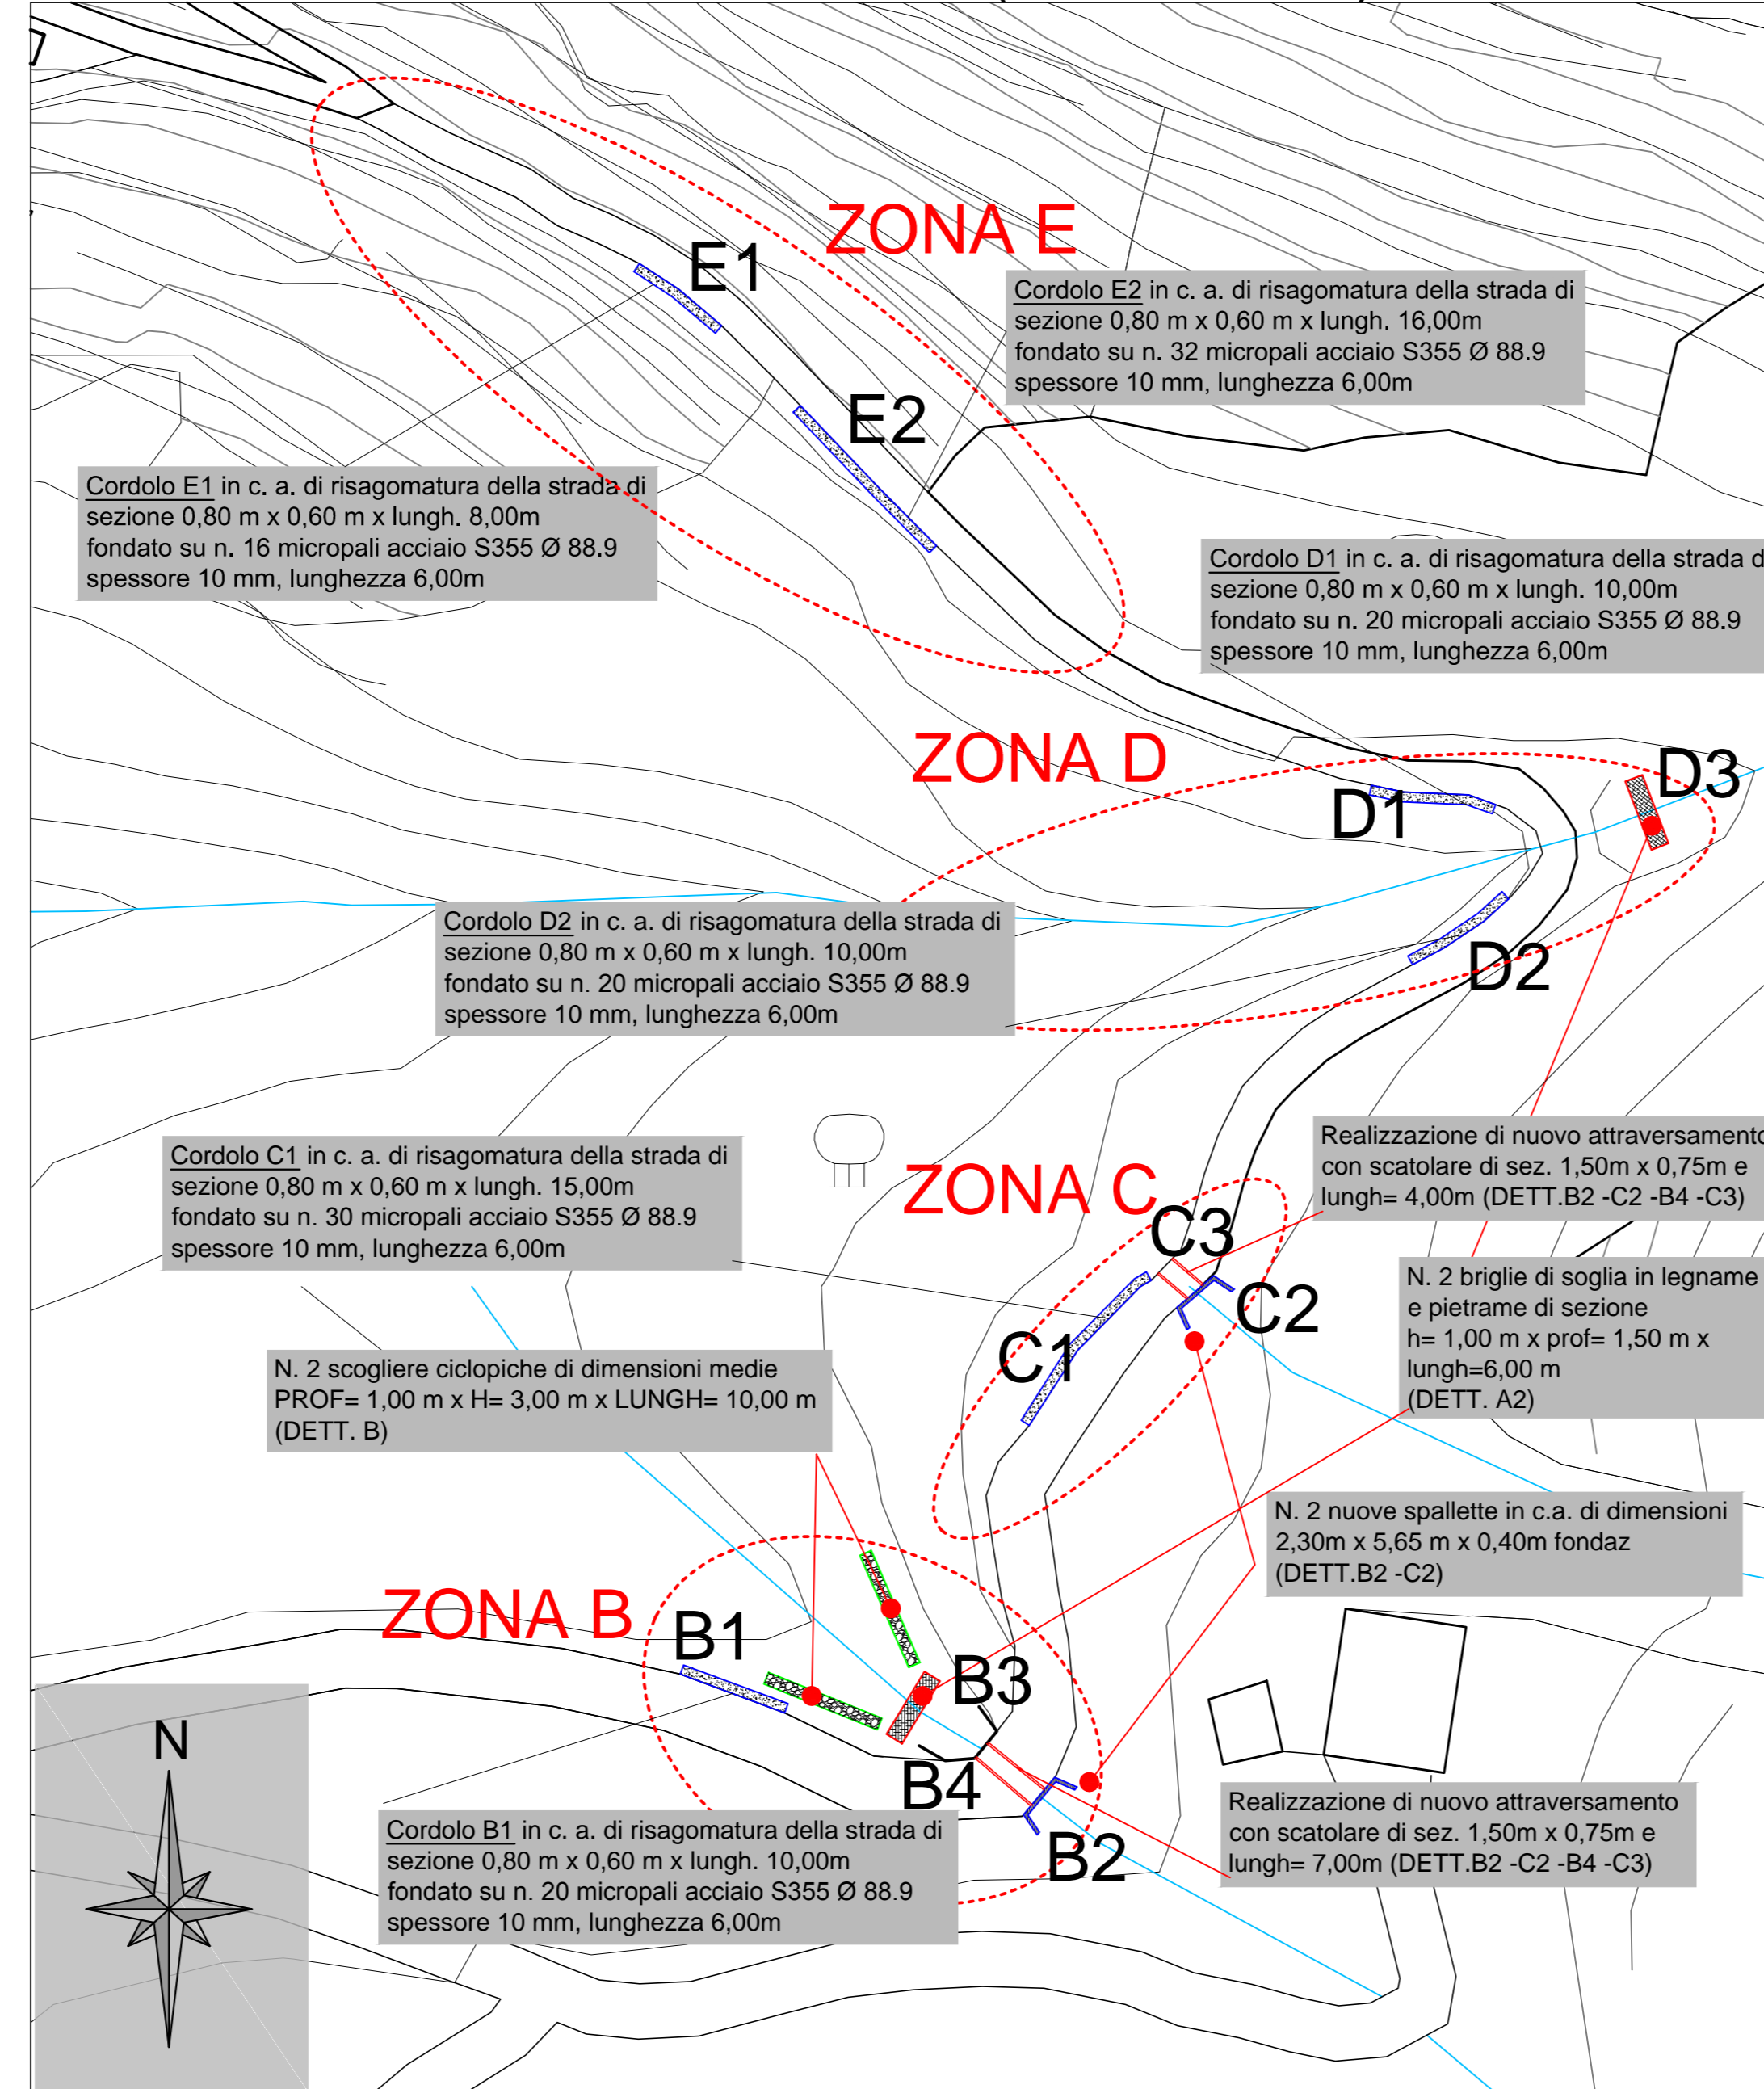 ZONA E
E1
Cordolo E2 in c. a. di risagomatura della strada di
sezione 0,80 m x 0,60 m x lungh. 16,00m
fondato su n. 32 micropali acciaio S355 Ø 88.9
spessore 10 mm, lunghezza 6,00m
E2
Cordolo E1 in c. a. di risagomatura della strada di
sezione 0,80 m x 0,60 m x lungh. 8,00m
fondato su n. 16 micropali acciaio S355 Ø 88.9
spessore 10 mm, lunghezza 6,00m
Cordolo D1 in c. a. di risagomatura della strada d
sezione 0,80 m x 0,60 m x lungh. 10,00m
fondato su n. 20 micropali acciaio S355 Ø 88.9
spessore 10 mm, lunghezza 6,00m
ZONA D
D3
D1
Cordolo D2 in c. a. di risagomatura della strada di
sezione 0,80 m x 0,60 m x lungh. 10,00m
fondato su n. 20 micropali acciaio S355 Ø 88.9
spessore 10 mm, lunghezza 6,00m
D2
Realizzazione di nuovo attraversamento
con scatolare di sez. 1,50m x 0,75m e
lungh= 4,00m (DETT.B2 -C2 -B4 -C3)
Cordolo C1 in c. a. di risagomatura della strada di
sezione 0,80 m x 0,60 m x lungh. 15,00m
fondato su n. 30 micropali acciaio S355 Ø 88.9
spessore 10 mm, lunghezza 6,00m
ZONA C
C3
C2
N. 2 briglie di soglia in legname
e pietrame di sezione
h= 1,00 m x prof= 1,50 m x
lungh=6,00 m
(DETT. A2)
C1
N. 2 scogliere ciclopiche di dimensioni medie
PROF= 1,00 m x H= 3,00 m x LUNGH= 10,00 m
(DETT. B)
N. 2 nuove spallette in c.a. di dimensioni
2,30m x 5,65 m x 0,40m fondaz
(DETT.B2 -C2)
ZONA B
B1
B3
N
B4
B2
Realizzazione di nuovo attraversamento
con scatolare di sez. 1,50m x 0,75m e
lungh= 7,00m (DETT.B2 -C2 -B4 -C3)
Cordolo B1 in c. a. di risagomatura della strada di
sezione 0,80 m x 0,60 m x lungh. 10,00m
fondato su n. 20 micropali acciaio S355 Ø 88.9
spessore 10 mm, lunghezza 6,00m